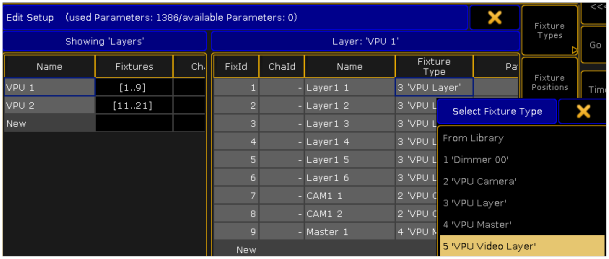 Edit Setup (used Parameters: 1386/available Parameters: 0)
Fixture Types
Go
Showing 'Layers'
Layer: 'VPU 1'
Name Fixtures Ch
FixId ChaId Name Fixture Type Pa
Fixture Positions
Time
VPU 1 [1..9]
VPU 2 [11..21]
New
1 - Layer1 1 3 'VPU Layer'
2 - Layer1 2 3 'VPU L
3 - Layer1 3 3 'VPU L
4 - Layer1 4 3 'VPU L
5 - Layer1 5 3 'VPU L
6 - Layer1 6 3 'VPU L
7 - CAM1 1 2 'VPU C
8 - CAM1 2 2 'VPU C
9 - Master 1 4 'VPU M
New
Select Fixture Type
From Library
1 'Dimmer 00'
2 'VPU Camera'
3 'VPU Layer'
4 'VPU Master'
5 'VPU Video Layer'